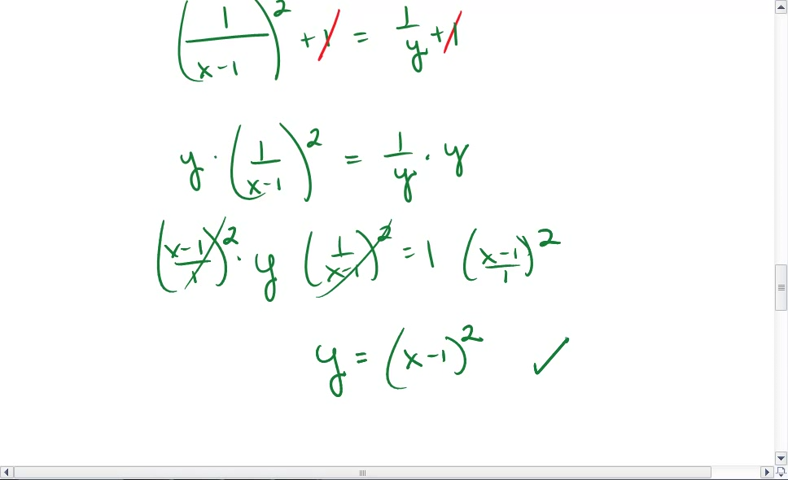 (1/(x-1))² + 1 = 1/y + 1
y · (1/(x-1))² = 1/y · y
((x-1)/1)² · y (1/(x-1))² = 1 ((x-1)/1)²
y = (x-1)² ✓